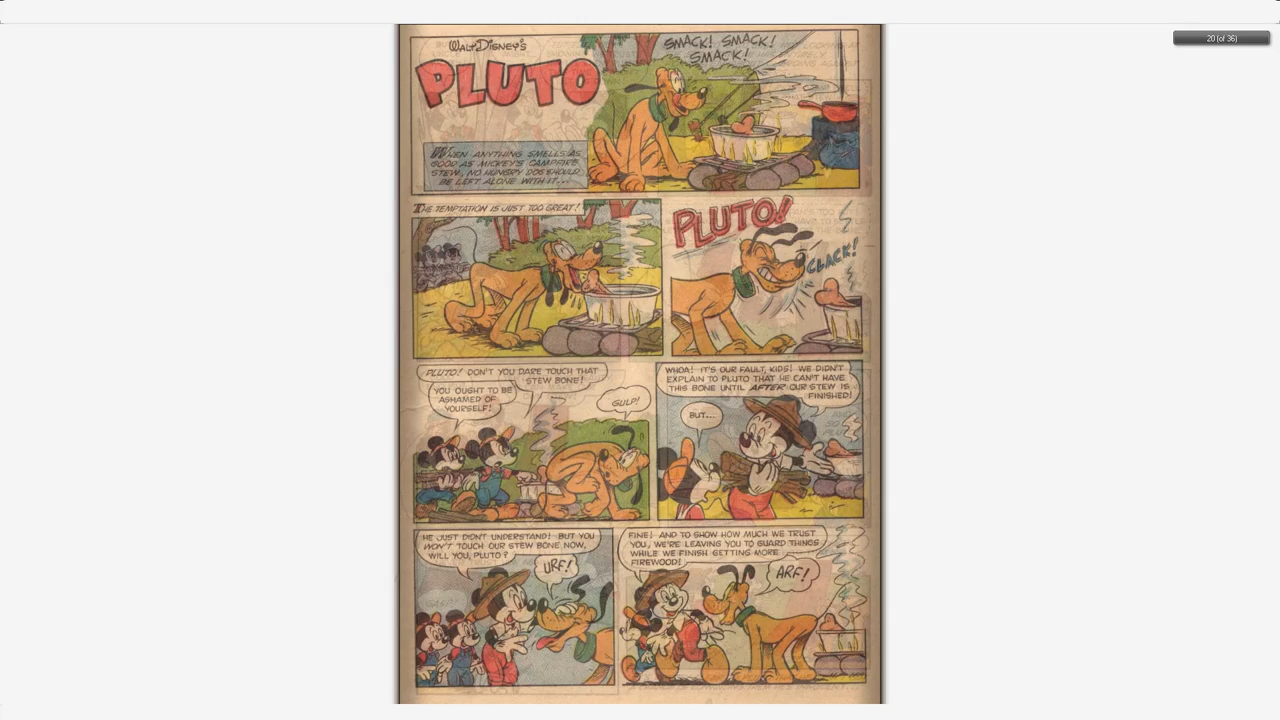 20 (of 36)
WALT DISNEY'S
PLUTO
SMACK! SMACK!
SMACK!
WHEN ANYTHING SMELLS AS
GOOD AS MICKEY'S CAMPFIRE
STEW, NO HUNGRY DOG SHOULD
BE LEFT ALONE WITH IT...
THE TEMPTATION IS JUST TOO GREAT!
PLUTO!
CLACK!
PLUTO! DON'T YOU DARE TOUCH THAT
STEW BONE!
YOU OUGHT TO BE
ASHAMED OF
YOURSELF!
GULP!
WHOA! IT'S OUR FAULT, KIDS! WE DIDN'T
EXPLAIN TO PLUTO THAT HE CAN'T HAVE
THIS BONE UNTIL AFTER OUR STEW IS
FINISHED!
BUT...
HE JUST DIDN'T UNDERSTAND! BUT YOU
WON'T TOUCH OUR STEW BONE NOW,
WILL YOU, PLUTO?
URF!
FINE! AND TO SHOW HOW MUCH WE TRUST
YOU, WE'RE LEAVING YOU TO GUARD THINGS
WHILE WE FINISH GETTING MORE
FIREWOOD!
ARF!